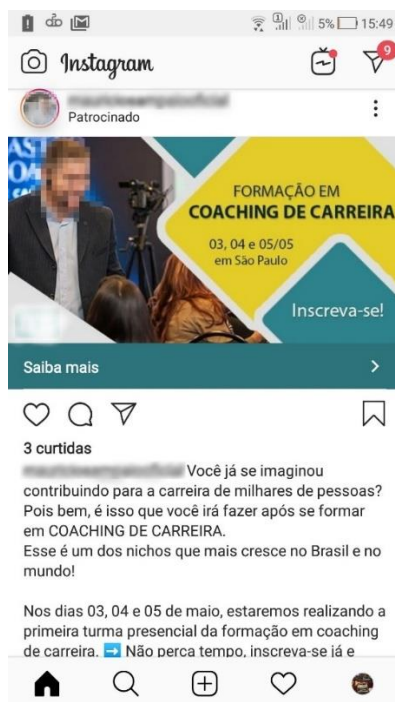 5% 15:49
Instagram
9
Patrocinado
FORMAÇÃO EM
COACHING DE CARREIRA
03, 04 e 05/05
em São Paulo
Inscreva-se!
Saiba mais
3 curtidas
Você já se imaginou
contribuindo para a carreira de milhares de pessoas?
Pois bem, é isso que você irá fazer após se formar
em COACHING DE CARREIRA.
Esse é um dos nichos que mais cresce no Brasil e no
mundo!
Nos dias 03, 04 e 05 de maio, estaremos realizando a
primeira turma presencial da formação em coaching
de carreira. ➡️ Não perca tempo, inscreva-se já e